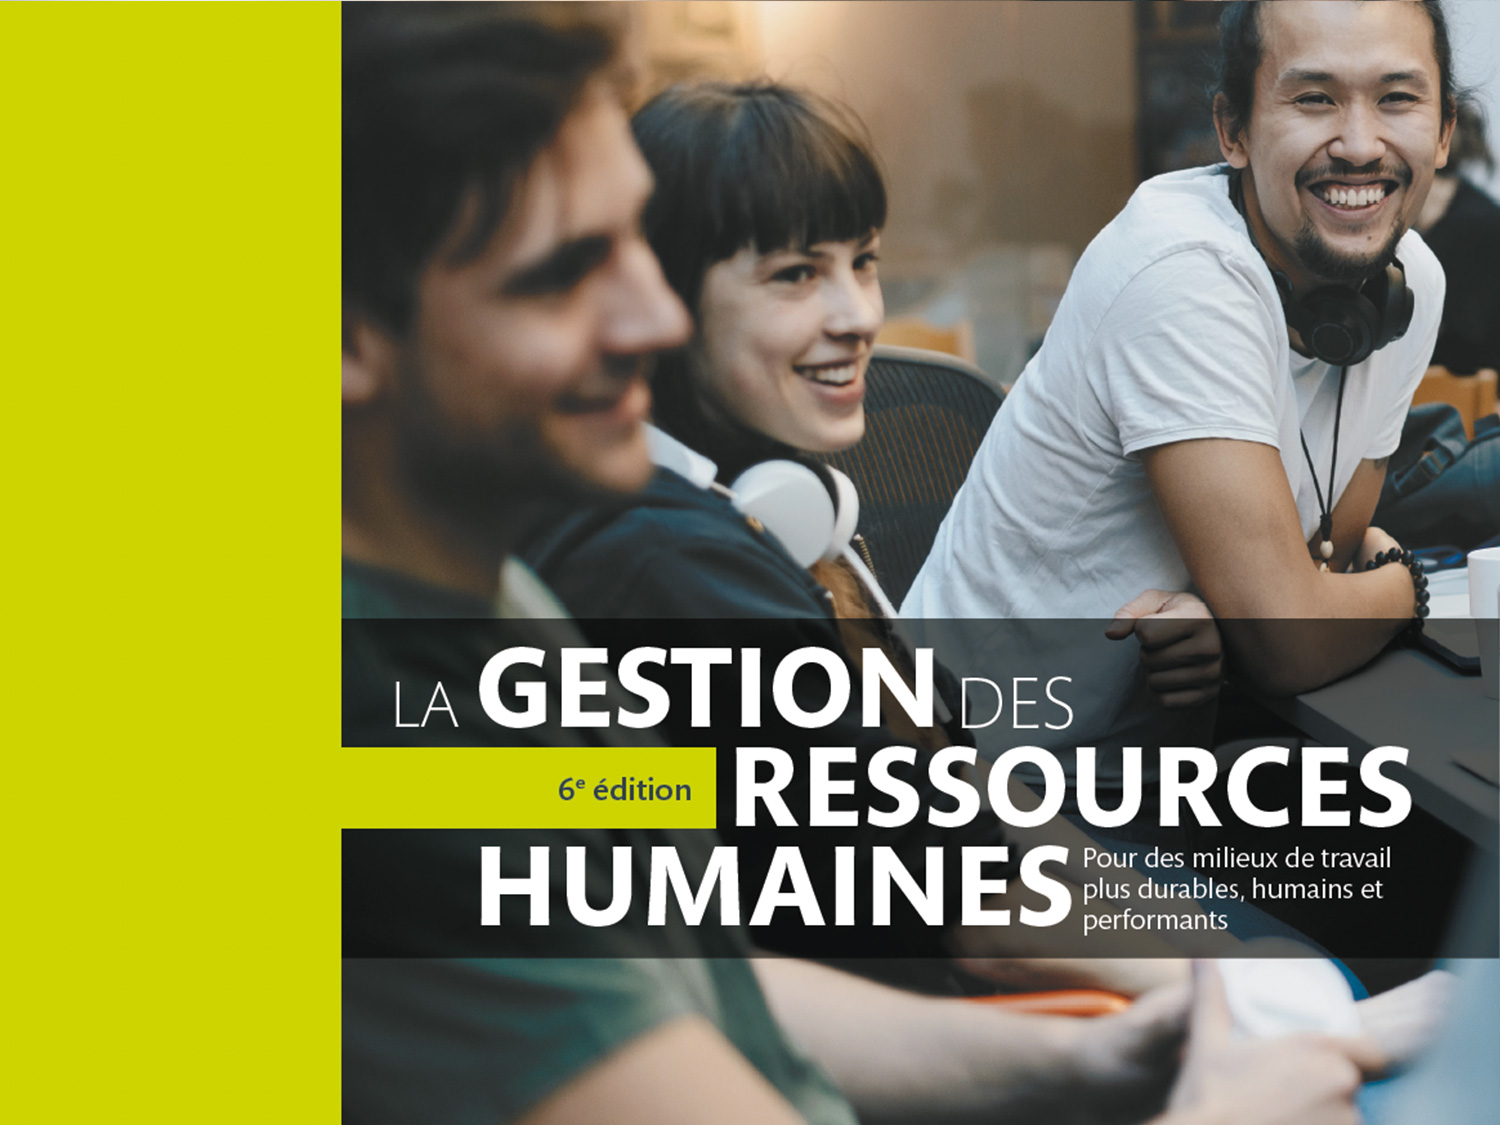 LA GESTION DES
6e édition RESSOURCES
HUMAINES
Pour des milieux de travail
plus durables, humains et
performants